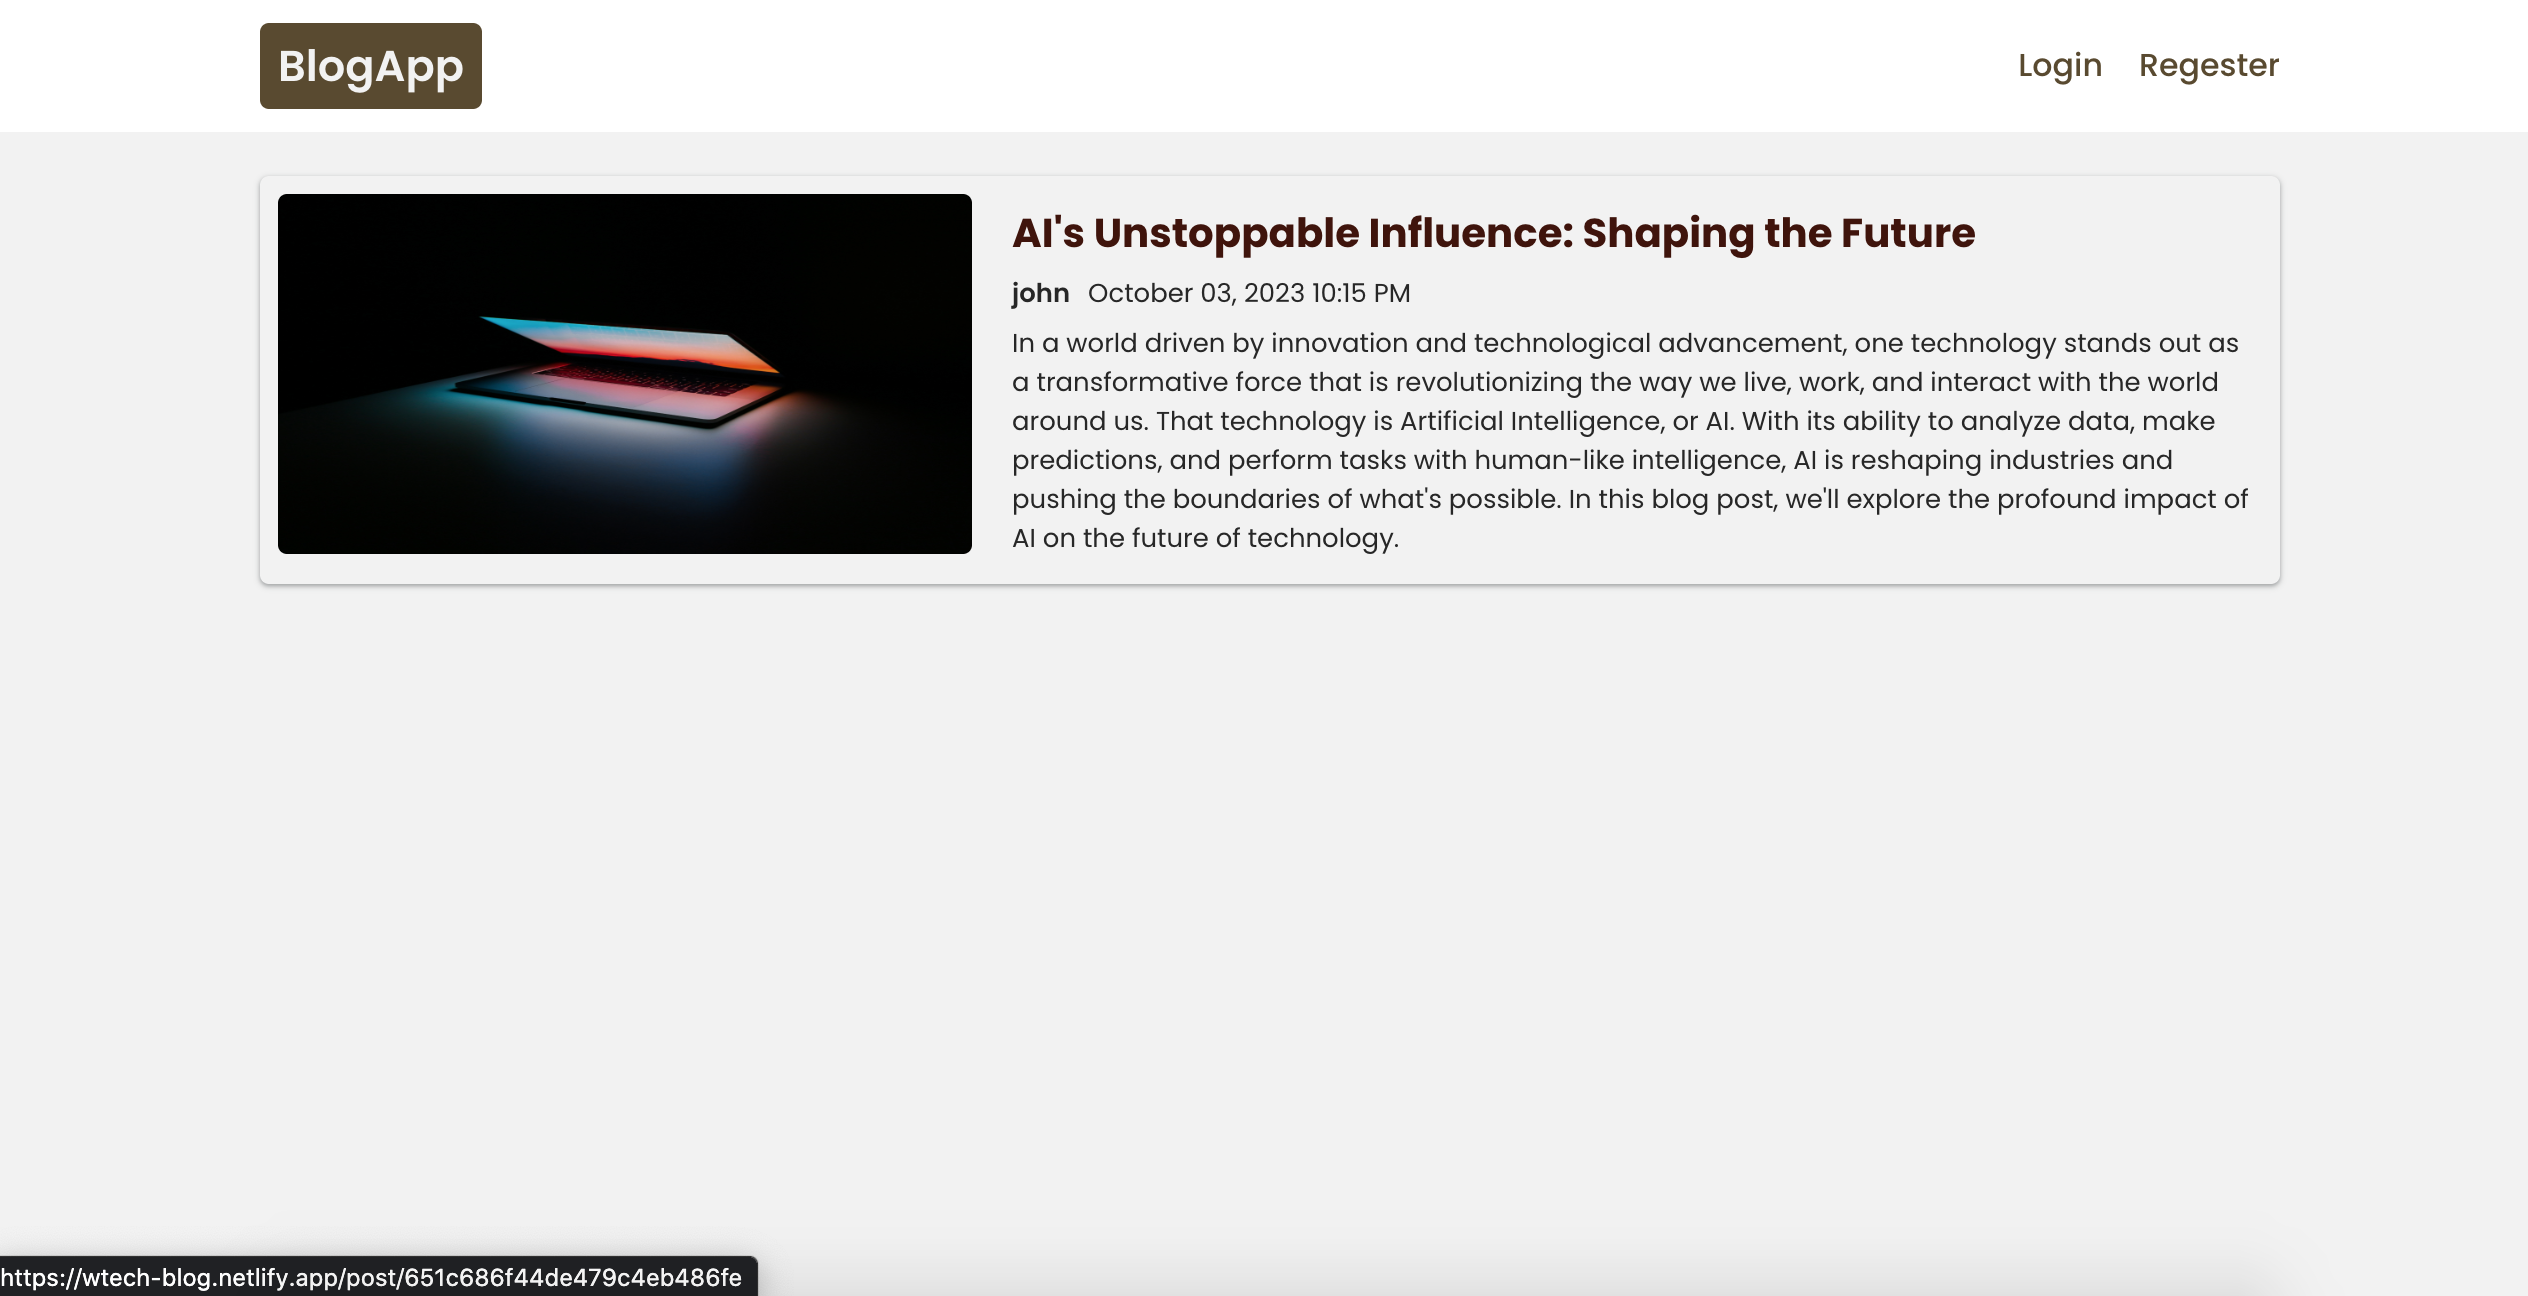 BlogApp
Login Regester
AI's Unstoppable Influence: Shaping the Future
john October 03, 2023 10:15 PM
In a world driven by innovation and technological advancement, one technology stands out as
a transformative force that is revolutionizing the way we live, work, and interact with the world
around us. That technology is Artificial Intelligence, or AI. With its ability to analyze data, make
predictions, and perform tasks with human-like intelligence, AI is reshaping industries and
pushing the boundaries of what's possible. In this blog post, we'll explore the profound impact of
AI on the future of technology.
https://wtech-blog.netlify.app/post/651c686f44de479c4eb486fe